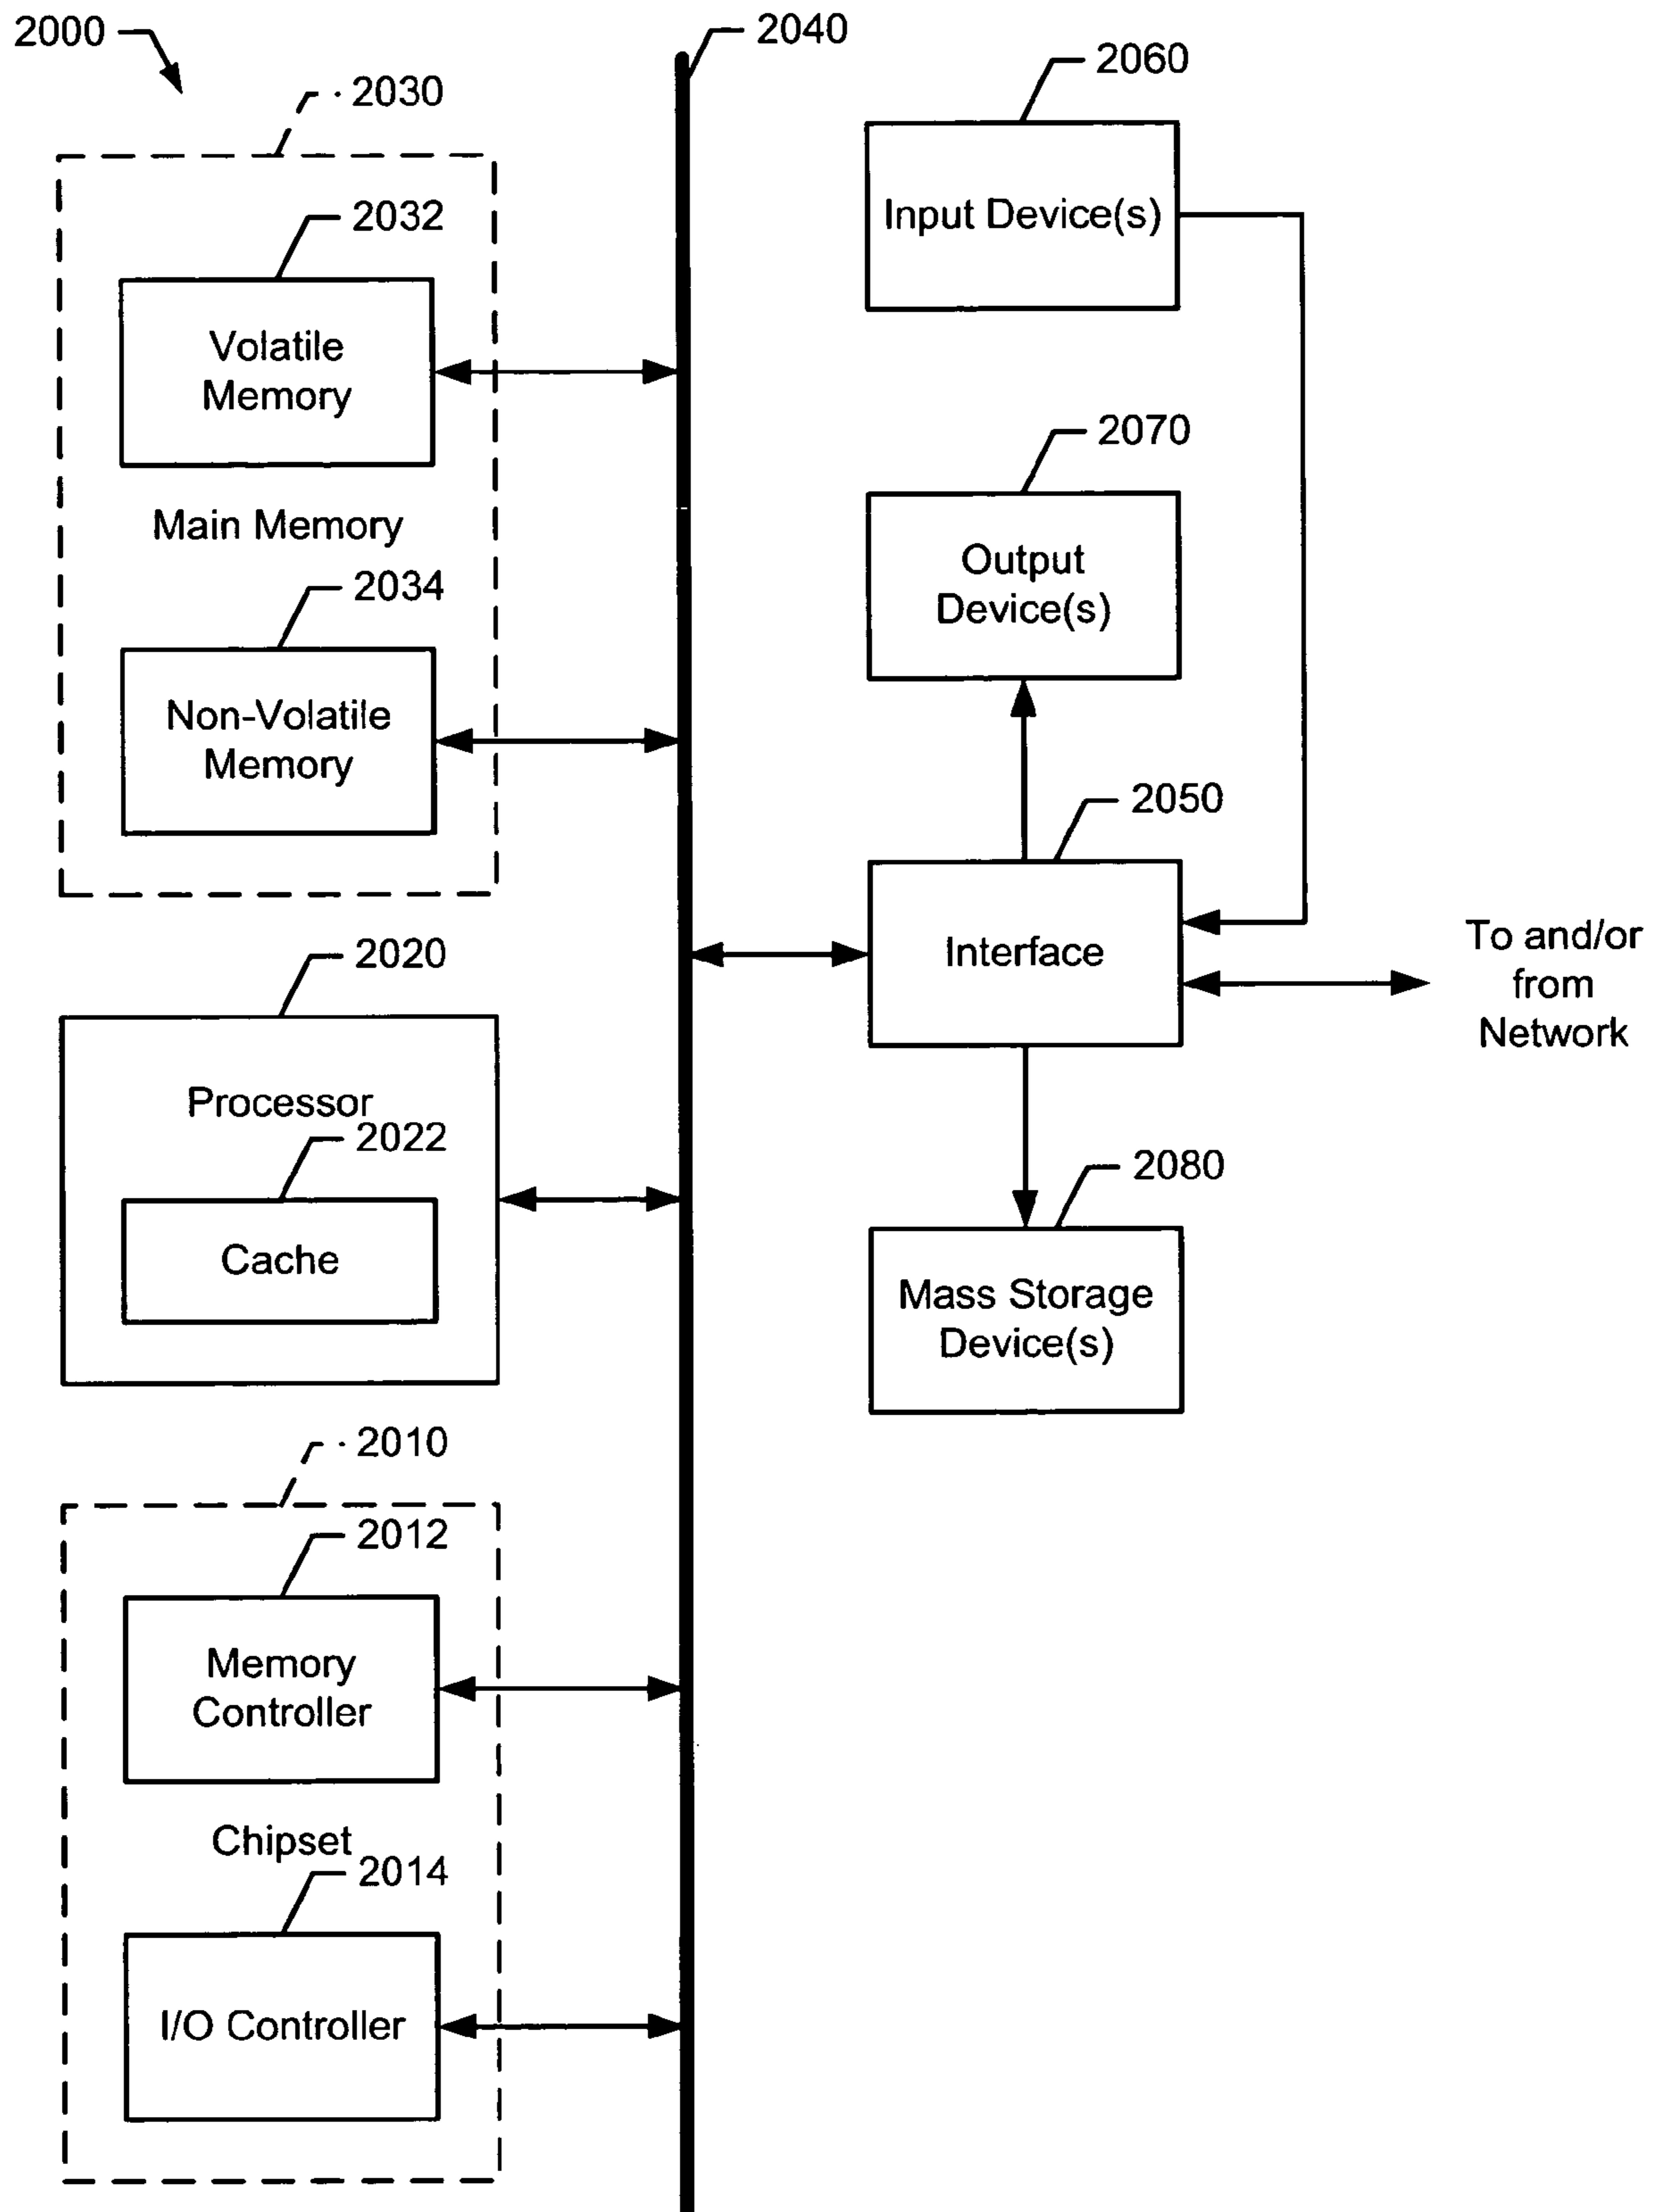 2000
2040
2030
2032
Volatile
Memory
Main Memory
2034
Non-Volatile
Memory
2020
Processor
2022
Cache
2010
2012
Memory
Controller
Chipset
2014
I/O Controller
2060
Input Device(s)
2070
Output
Device(s)
2050
Interface
To and/or
from
Network
2080
Mass Storage
Device(s)